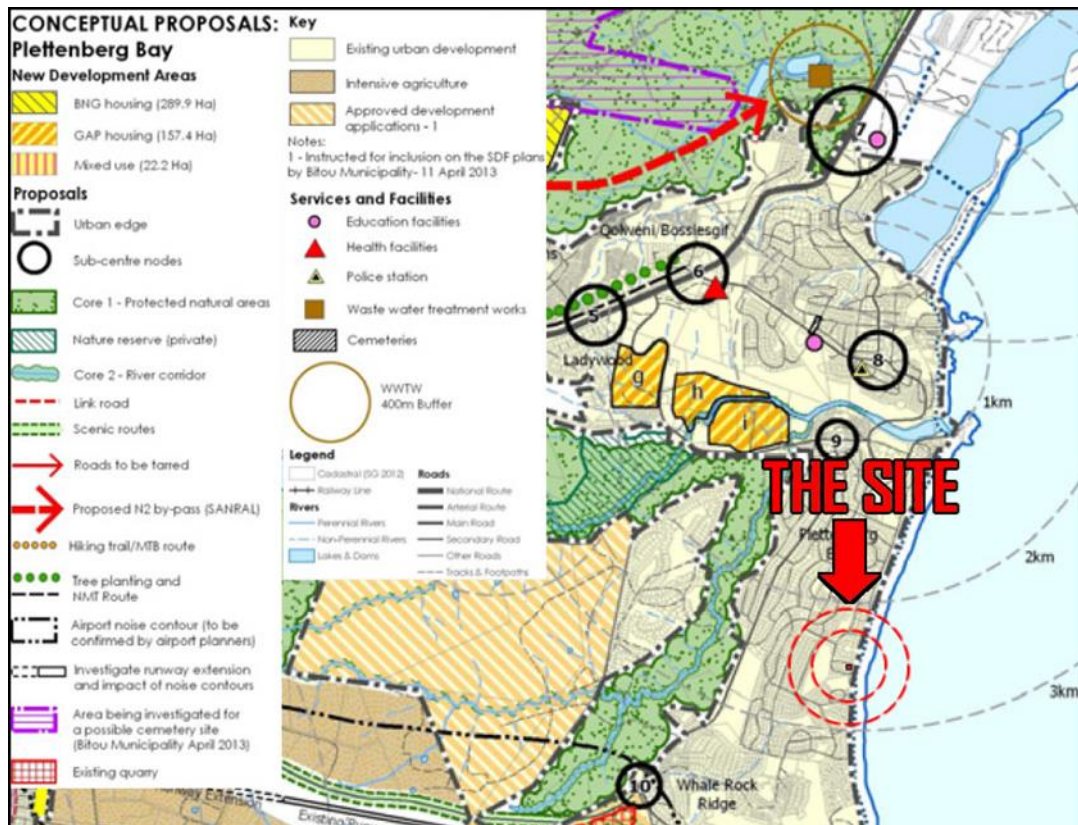 CONCEPTUAL PROPOSALS:
Plettenberg Bay
New Development Areas
BNG housing (289.9 Ha)
GAP housing (157.4 Ha)
Mixed use (22.2 Ha)
Proposals
Urban edge
Sub-centre nodes
Core 1 - Protected natural areas
Nature reserve (private)
Core 2 - River corridor
Link road
Scenic routes
Roads to be tarred
Proposed N2 by-pass (SANRAL)
Hiking trail/MTB route
Tree planting and
NMT Route
Airport noise contour (to be
confirmed by airport planners)
Investigate runway extension
and impact of noise contours
Area being investigated for
a possible cemetery site
(Bitou Municipality April 2013)
Existing quarry
Key
Existing urban development
Intensive agriculture
Approved development
applications - 1
Notes:
1 - Instructed for inclusion on the SDF plans
by Bitou Municipality- 11 April 2013
Services and Facilities
Education facilities
Health facilities
Police station
Waste water treatment works
Cemeteries
WWTW
400m Buffer
Legend
Cadastral (SG 2012)
Railway Line
Rivers
Perennial Rivers
Non-Perennial Rivers
Lakes & Dams
Roads
National Route
Arterial Route
Main Road
Secondary Road
Other Roads
Tracks & Footpaths
7
Qolweni/Bossiesgif
6
5
Ladywood
8
g
h
i
9
1km
THE SITE
Plettenberg
2km
3km
10
Whale Rock
Ridge
Extension